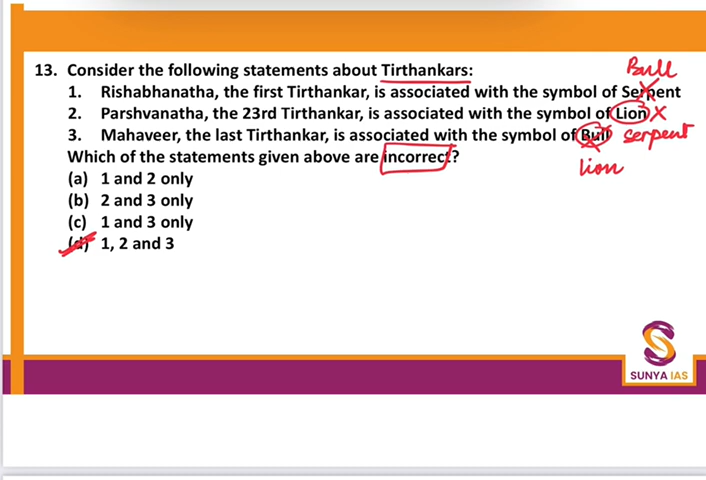 13. Consider the following statements about Tirthankars:
Bull
1. Rishabhanatha, the first Tirthankar, is associated with the symbol of Serpent
2. Parshvanatha, the 23rd Tirthankar, is associated with the symbol of Lion X
3. Mahaveer, the last Tirthankar, is associated with the symbol of Bull serpent
Which of the statements given above are incorrect?
lion
(a) 1 and 2 only
(b) 2 and 3 only
(c) 1 and 3 only
(d) 1, 2 and 3
SUNYA IAS